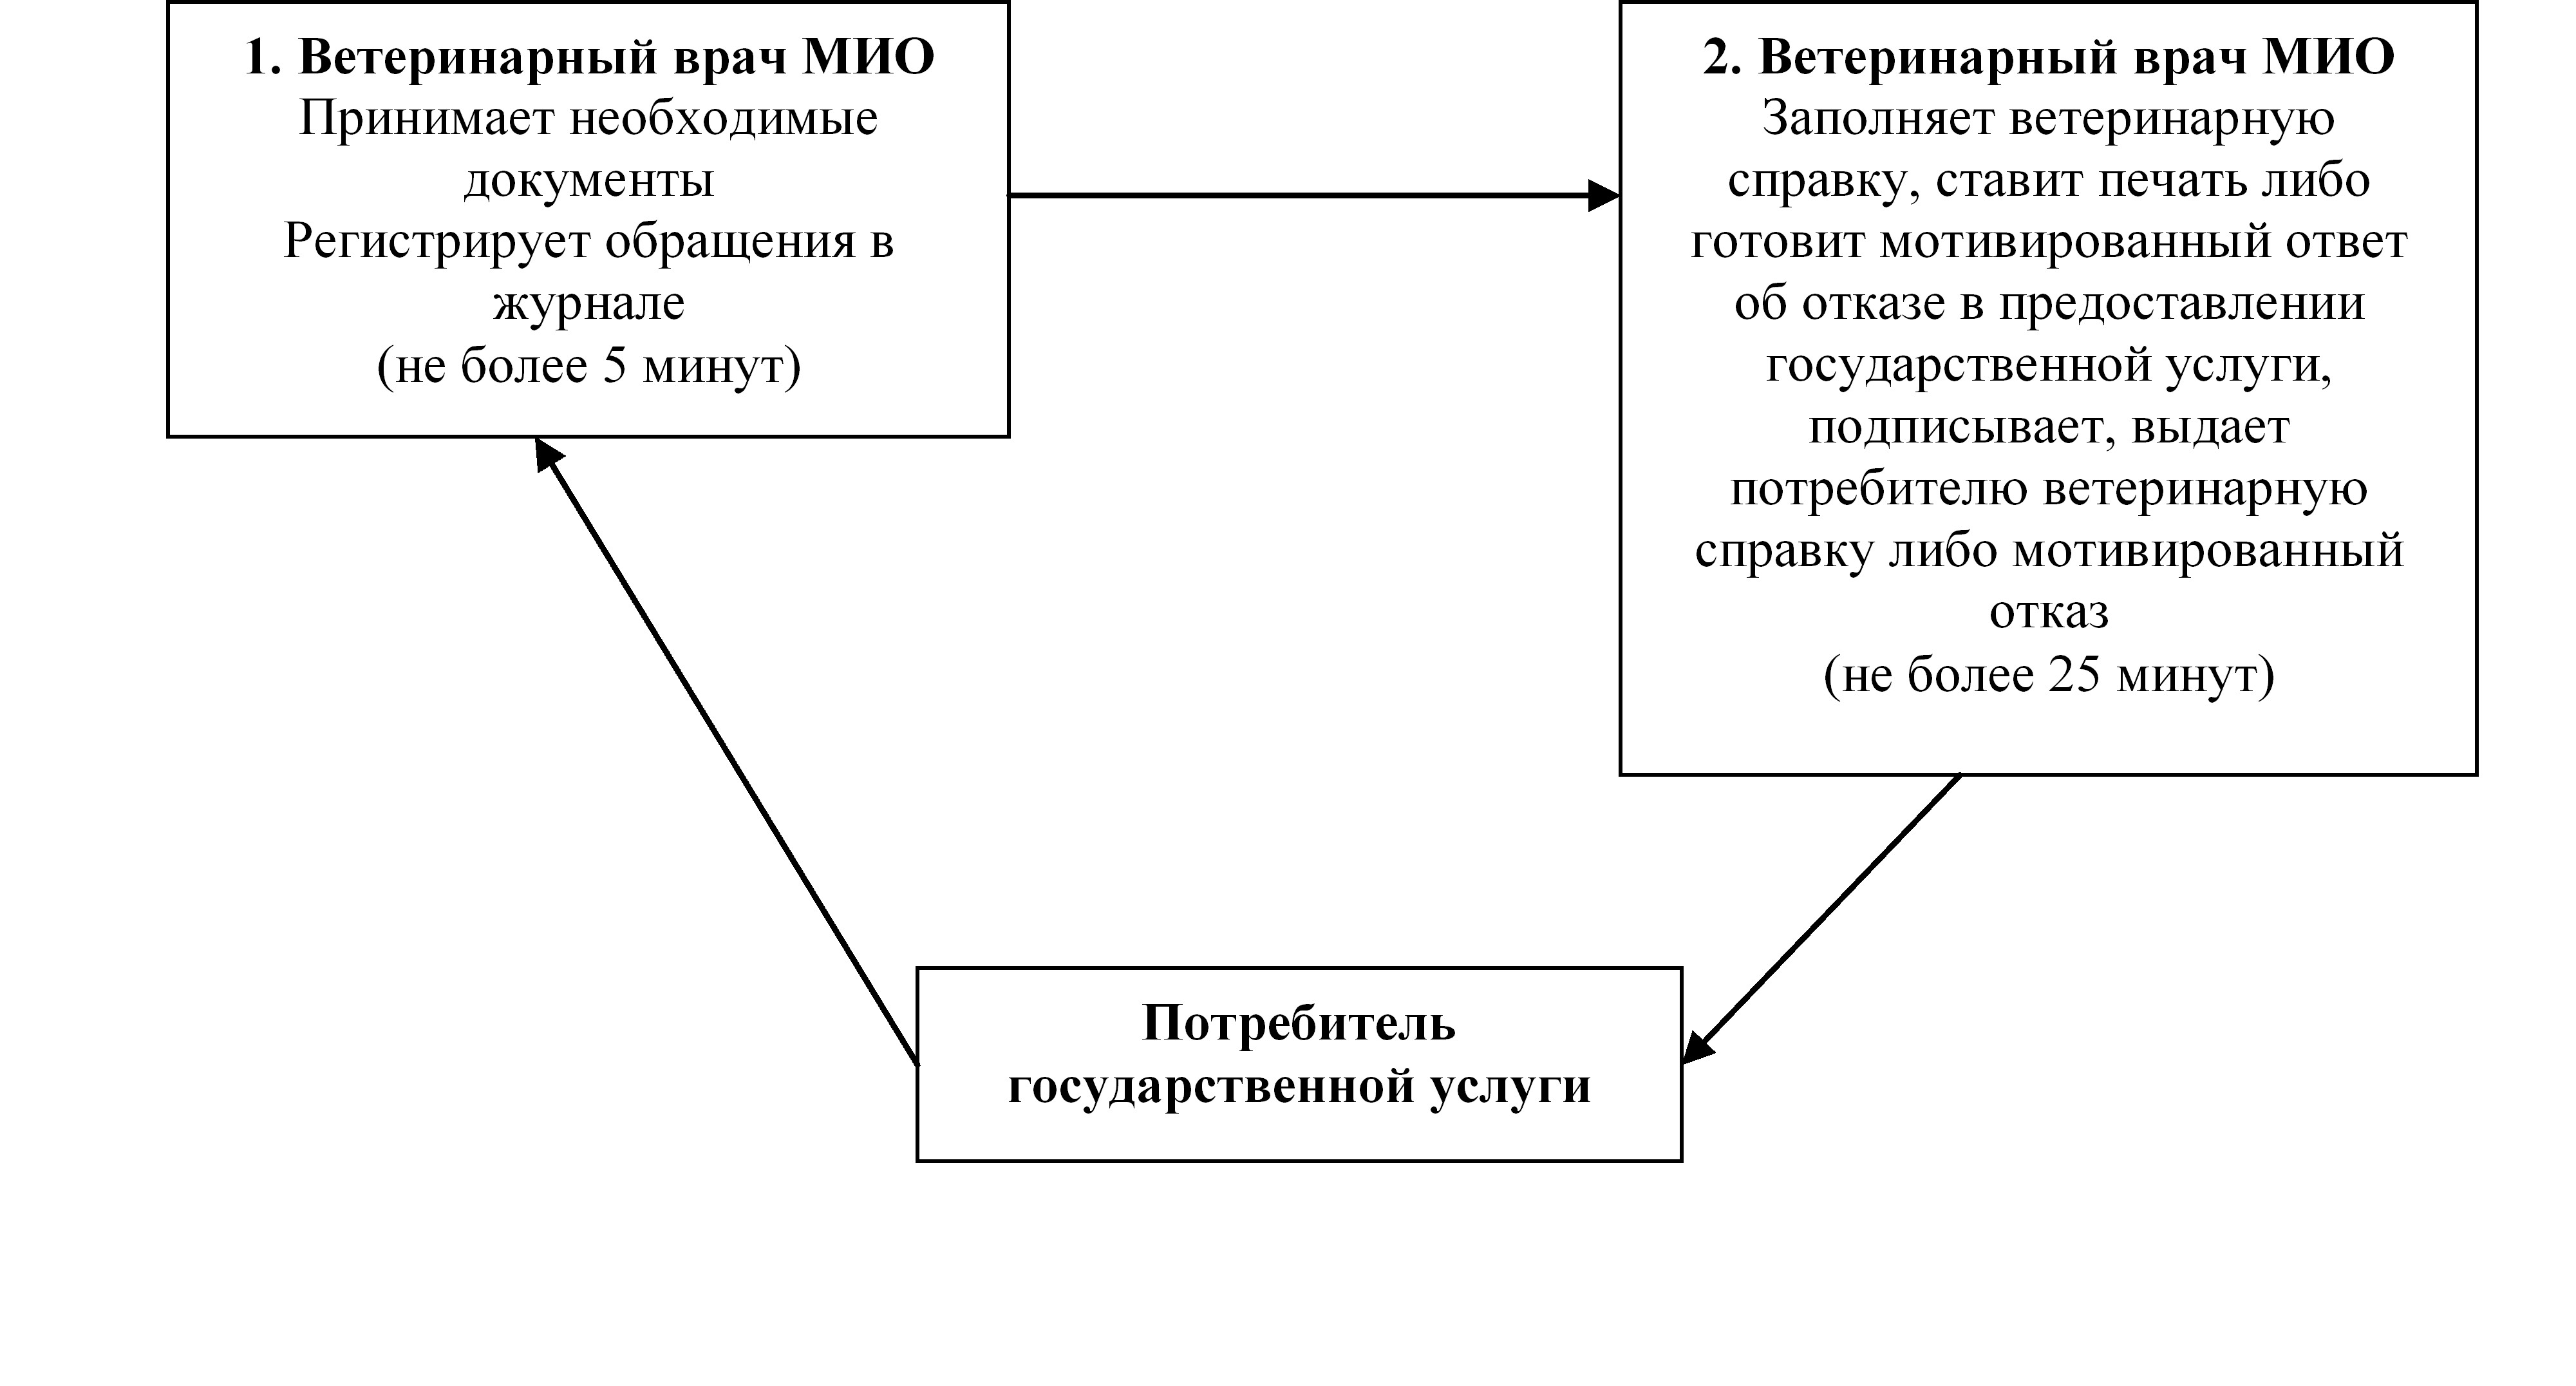 1. Ветеринарный врач МИО
Принимает необходимые
документы
Регистрирует обращения в
журнале
(не более 5 минут)
2. Ветеринарный врач МИО
Заполняет ветеринарную
справку, ставит печать либо
готовит мотивированный ответ
об отказе в предоставлении
государственной услуги,
подписывает, выдает
потребителю ветеринарную
справку либо мотивированный
отказ
(не более 25 минут)
Потребитель
государственной услуги